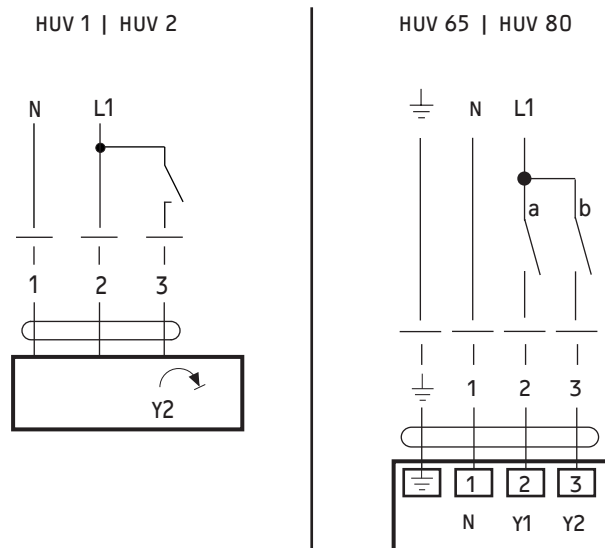 HUV 1 | HUV 2
N L1
1 2 3
Y2
HUV 65 | HUV 80
N L1
a b
1 2 3
1 2 3
N Y1 Y2